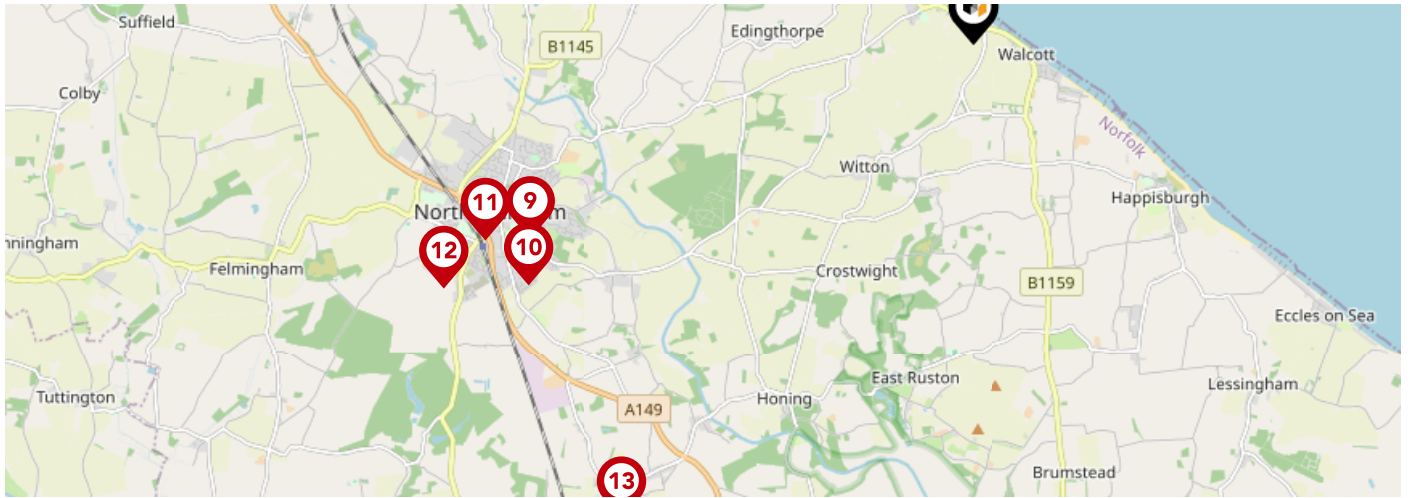 Suffield
Edingthorpe
B1145
Walcott
Colby
Norfolk
Witton
Happisburgh
11
9
nningham
12
10
Felmingham
Crostwight
B1159
Eccles on Sea
East Ruston
Lessingham
Tuttington
Honing
A149
Brumstead
13